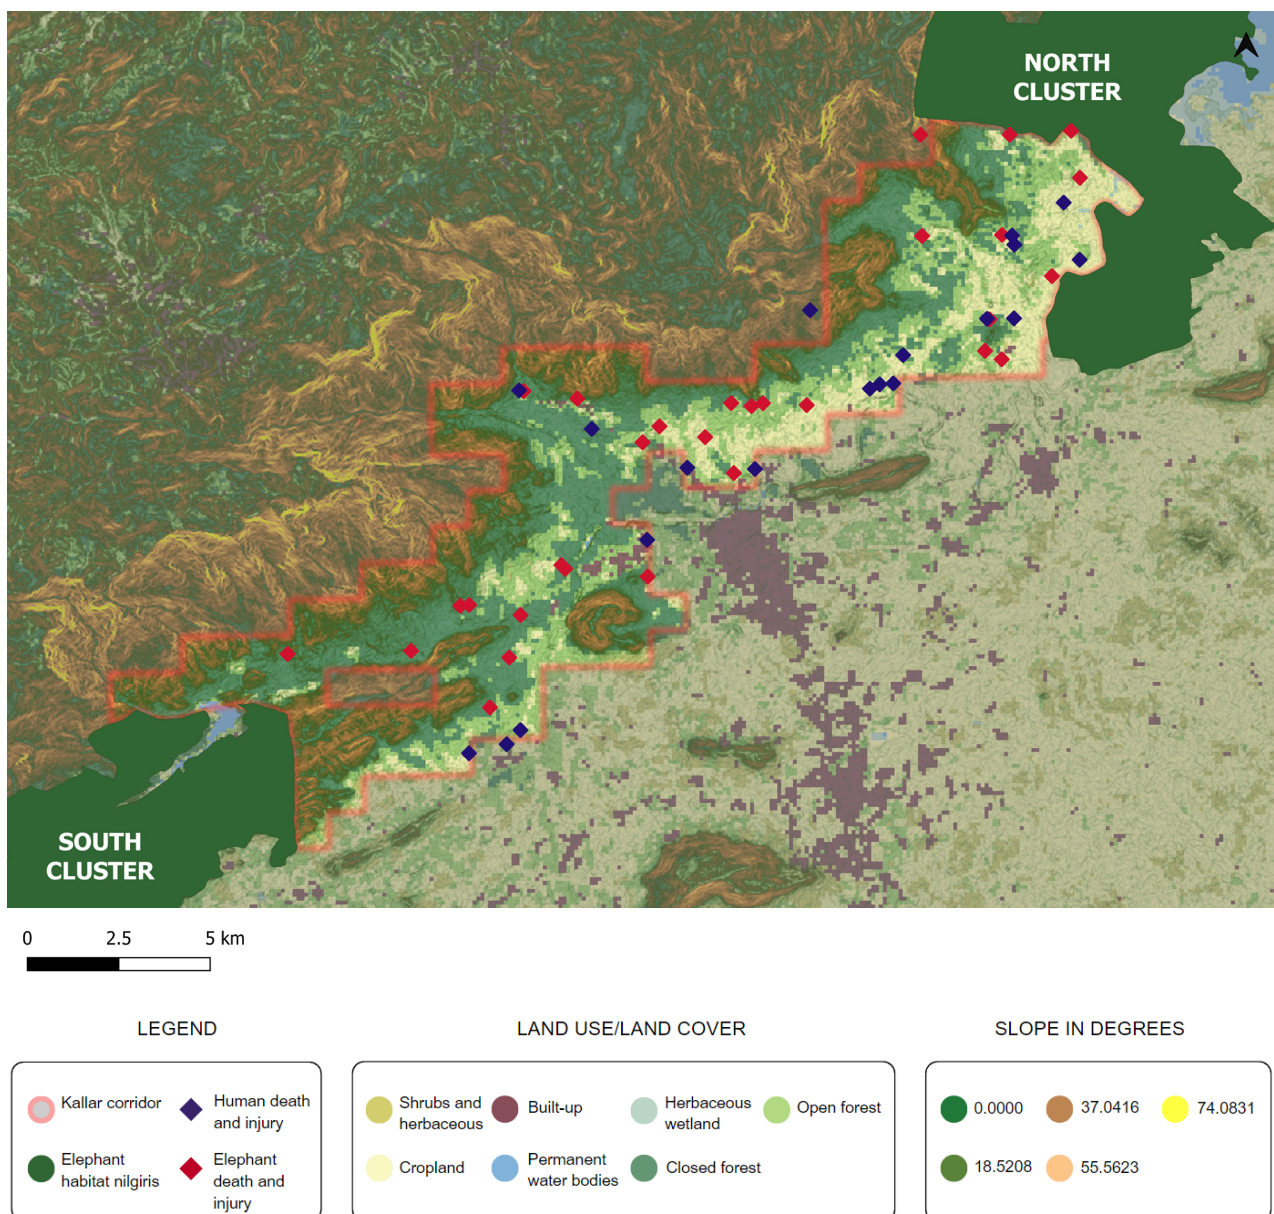 NORTH
CLUSTER
SOUTH
CLUSTER
0 2.5 5 km
LEGEND
Kallar corridor
Human death
and injury
Elephant
habitat nilgiris
Elephant
death and
injury
LAND USE/LAND COVER
Shrubs and
herbaceous
Built-up
Herbaceous
wetland
Open forest
Cropland
Permanent
water bodies
Closed forest
SLOPE IN DEGREES
0.0000
37.0416
74.0831
18.5208
55.5623